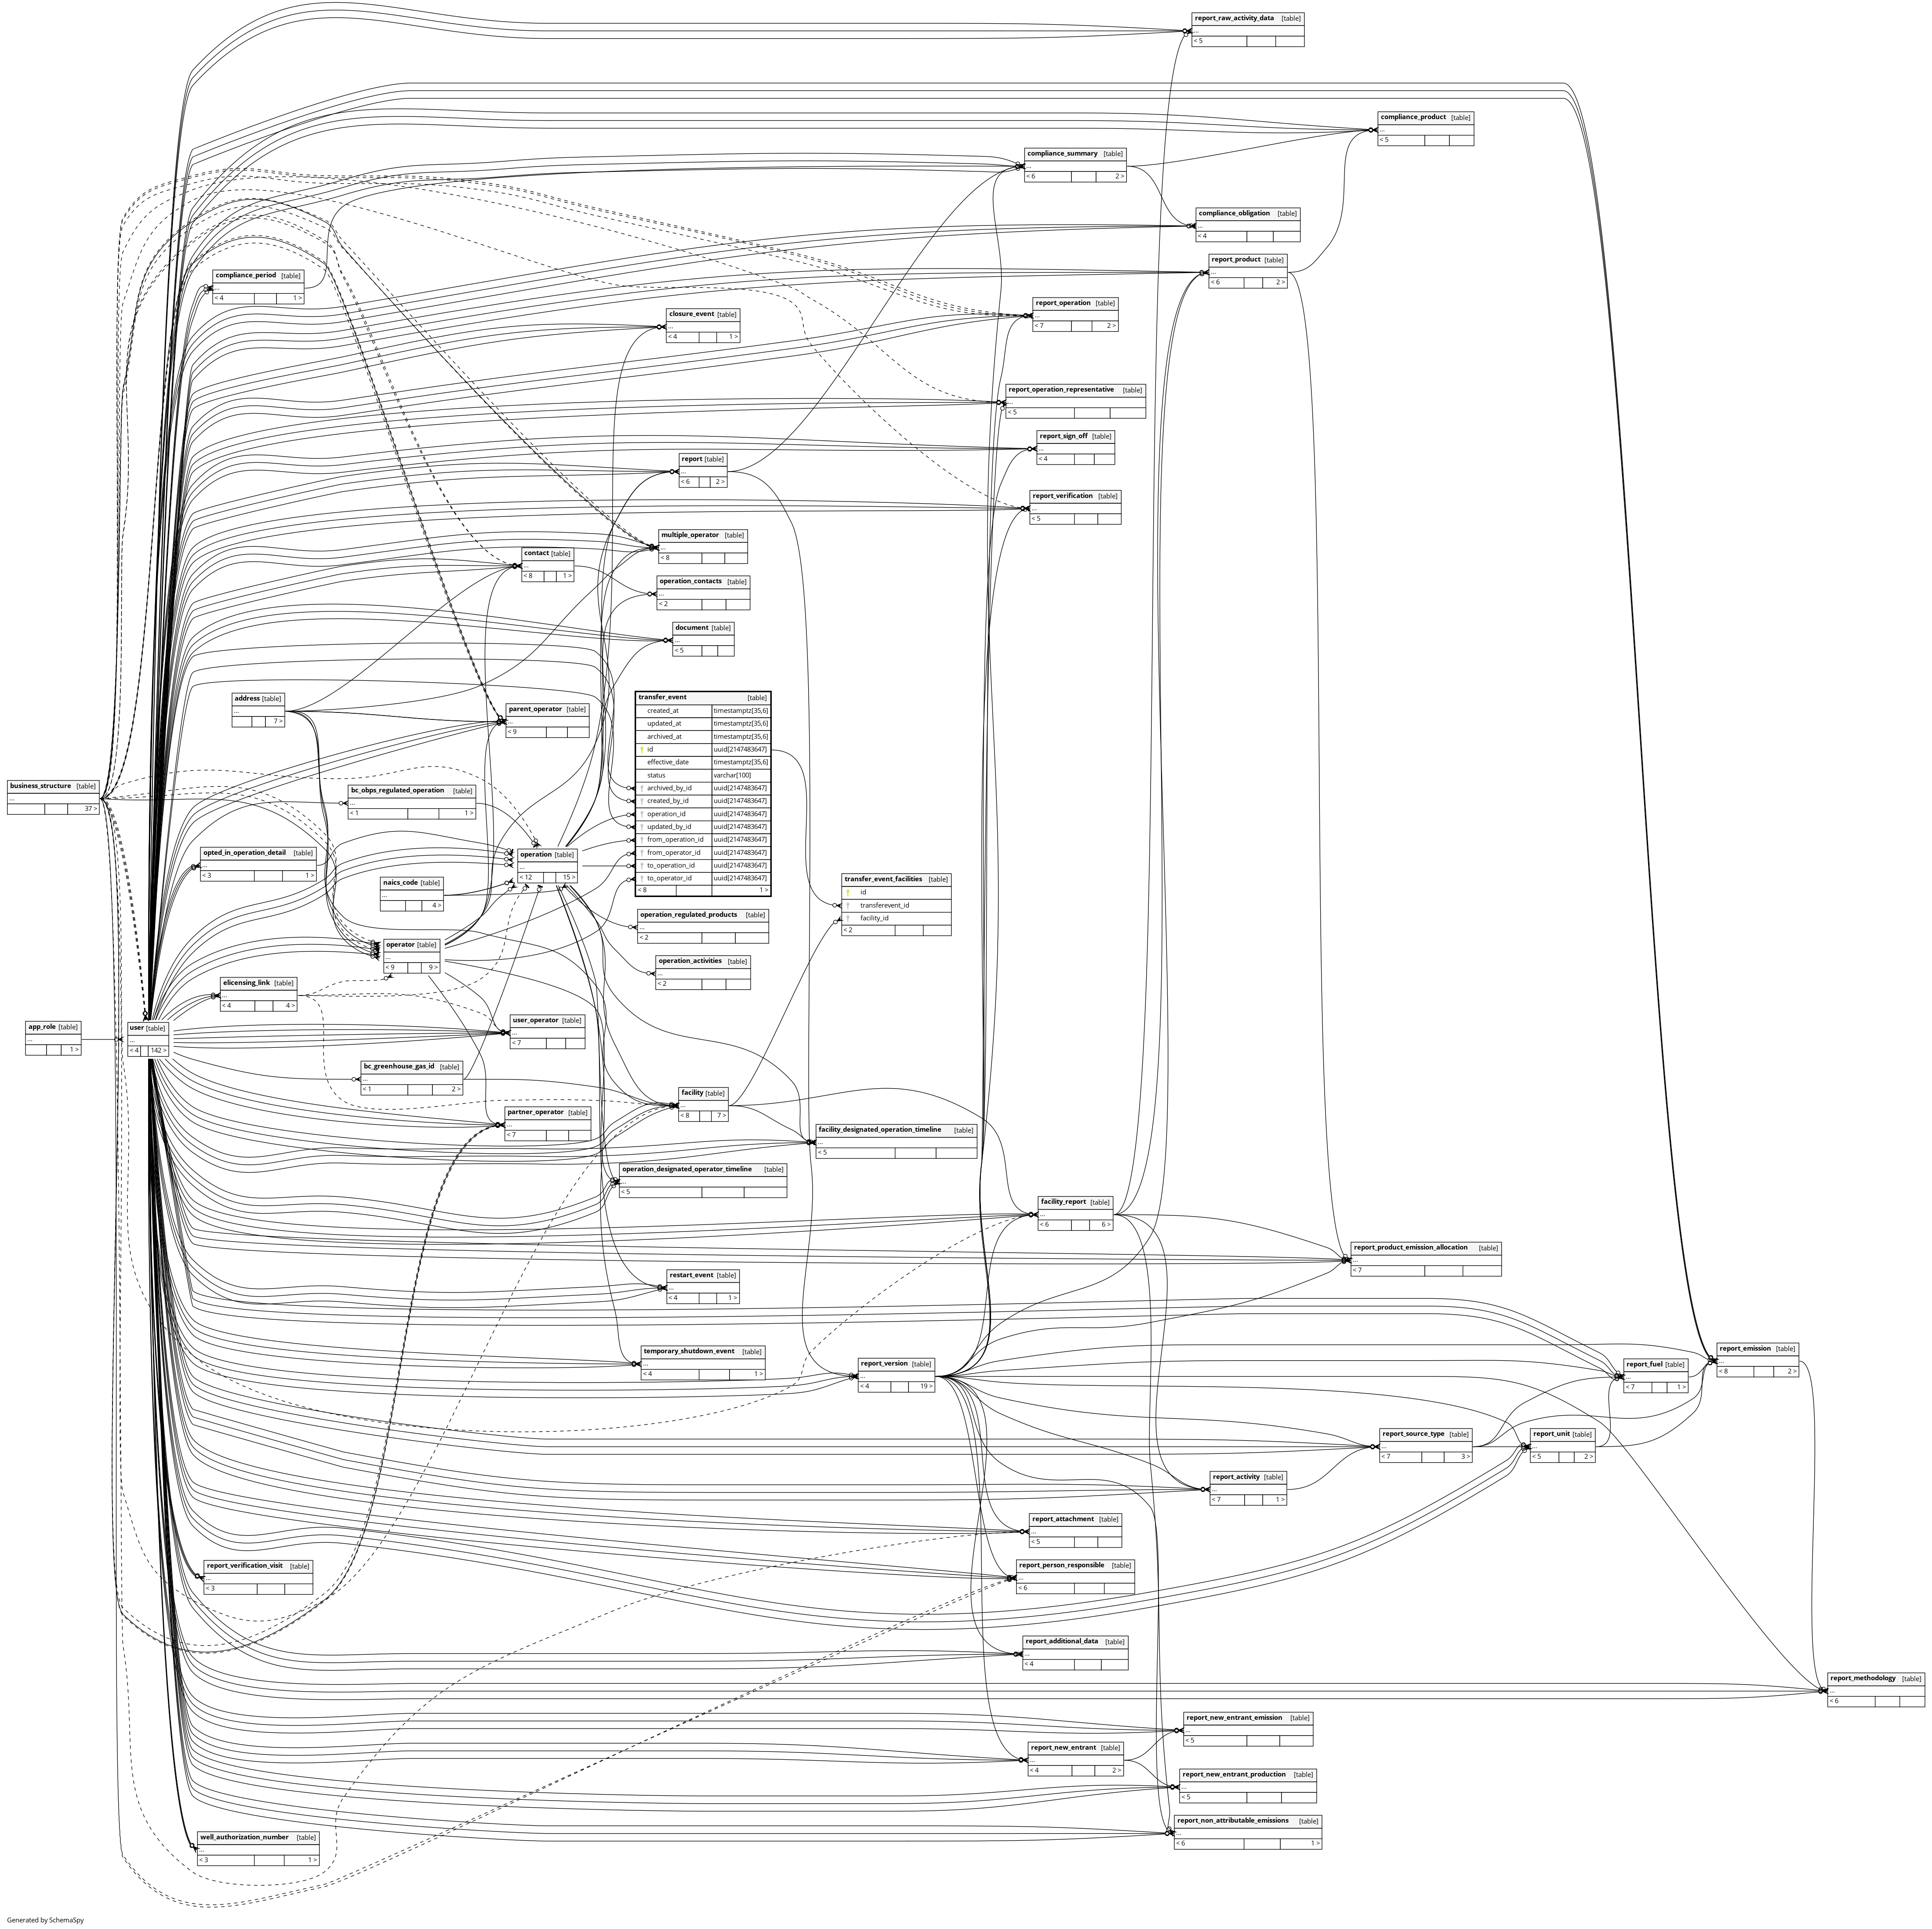 report_raw_activity_data [table]
...
< 5
compliance_product [table]
...
< 5
compliance_summary [table]
...
< 6 2 >
compliance_obligation [table]
...
< 4
report_product [table]
...
< 6 2 >
compliance_period [table]
...
< 4 1 >
report_operation [table]
...
< 7 2 >
closure_event [table]
...
< 4 1 >
report_operation_representative [table]
...
< 5
report_sign_off [table]
...
< 4
report [table]
...
< 6 2 >
report_verification [table]
...
< 5
multiple_operator [table]
...
< 8
contact [table]
...
< 8 1 >
operation_contacts [table]
...
< 2
document [table]
...
< 5
address [table]
...
7 >
parent_operator [table]
...
< 9
transfer_event [table]
created_at timestamptz[35,6]
updated_at timestamptz[35,6]
archived_at timestamptz[35,6]
id uuid[2147483647]
effective_date timestamptz[35,6]
status varchar[100]
archived_by_id uuid[2147483647]
created_by_id uuid[2147483647]
operation_id uuid[2147483647]
updated_by_id uuid[2147483647]
from_operation_id uuid[2147483647]
from_operator_id uuid[2147483647]
to_operation_id uuid[2147483647]
to_operator_id uuid[2147483647]
< 8 1 >
business_structure [table]
...
37 >
bc_obps_regulated_operation [table]
...
< 1 1 >
opted_in_operation_detail [table]
...
< 3 1 >
operation [table]
...
< 12 15 >
naics_code [table]
...
4 >
transfer_event_facilities [table]
id
transferevent_id
facility_id
< 2
operation_regulated_products [table]
...
< 2
operator [table]
...
< 9 9 >
operation_activities [table]
...
< 2
elicensing_link [table]
...
< 4 4 >
app_role [table]
...
1 >
user [table]
...
< 4 142 >
user_operator [table]
...
< 7
bc_greenhouse_gas_id [table]
...
< 1 2 >
facility [table]
...
< 8 7 >
partner_operator [table]
...
< 7
facility_designated_operation_timeline [table]
...
< 5
operation_designated_operator_timeline [table]
...
< 5
facility_report [table]
...
< 6 6 >
report_product_emission_allocation [table]
...
< 7
restart_event [table]
...
< 4 1 >
temporary_shutdown_event [table]
...
< 4 1 >
report_version [table]
...
< 4 19 >
report_fuel [table]
...
< 7 1 >
report_emission [table]
...
< 8 2 >
report_source_type [table]
...
< 7 3 >
report_unit [table]
...
< 5 2 >
report_activity [table]
...
< 7 1 >
report_attachment [table]
...
< 5
report_verification_visit [table]
...
< 3
report_person_responsible [table]
...
< 6
report_additional_data [table]
...
< 4
report_methodology [table]
...
< 6
report_new_entrant_emission [table]
...
< 5
report_new_entrant [table]
...
< 4 2 >
report_new_entrant_production [table]
...
< 5
report_non_attributable_emissions [table]
...
< 6 1 >
well_authorization_number [table]
...
< 3 1 >
Generated by SchemaSpy